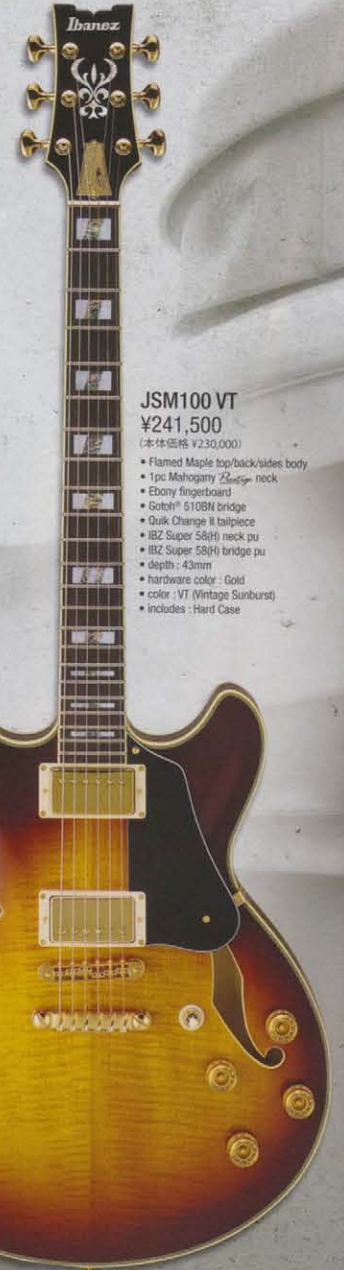 Ibanez
JSM100 VT
¥241,500
(本体価格 ¥230,000)
• Flamed Maple top/back/sides body
• 1pc Mahogany Prestige neck
• Ebony fingerboard
• Gotoh® 510BN bridge
• Quik Change II tailpiece
• IBZ Super 58(H) neck pu
• IBZ Super 58(H) bridge pu
• depth : 43mm
• hardware color : Gold
• color : VT (Vintage Sunburst)
• includes : Hard Case